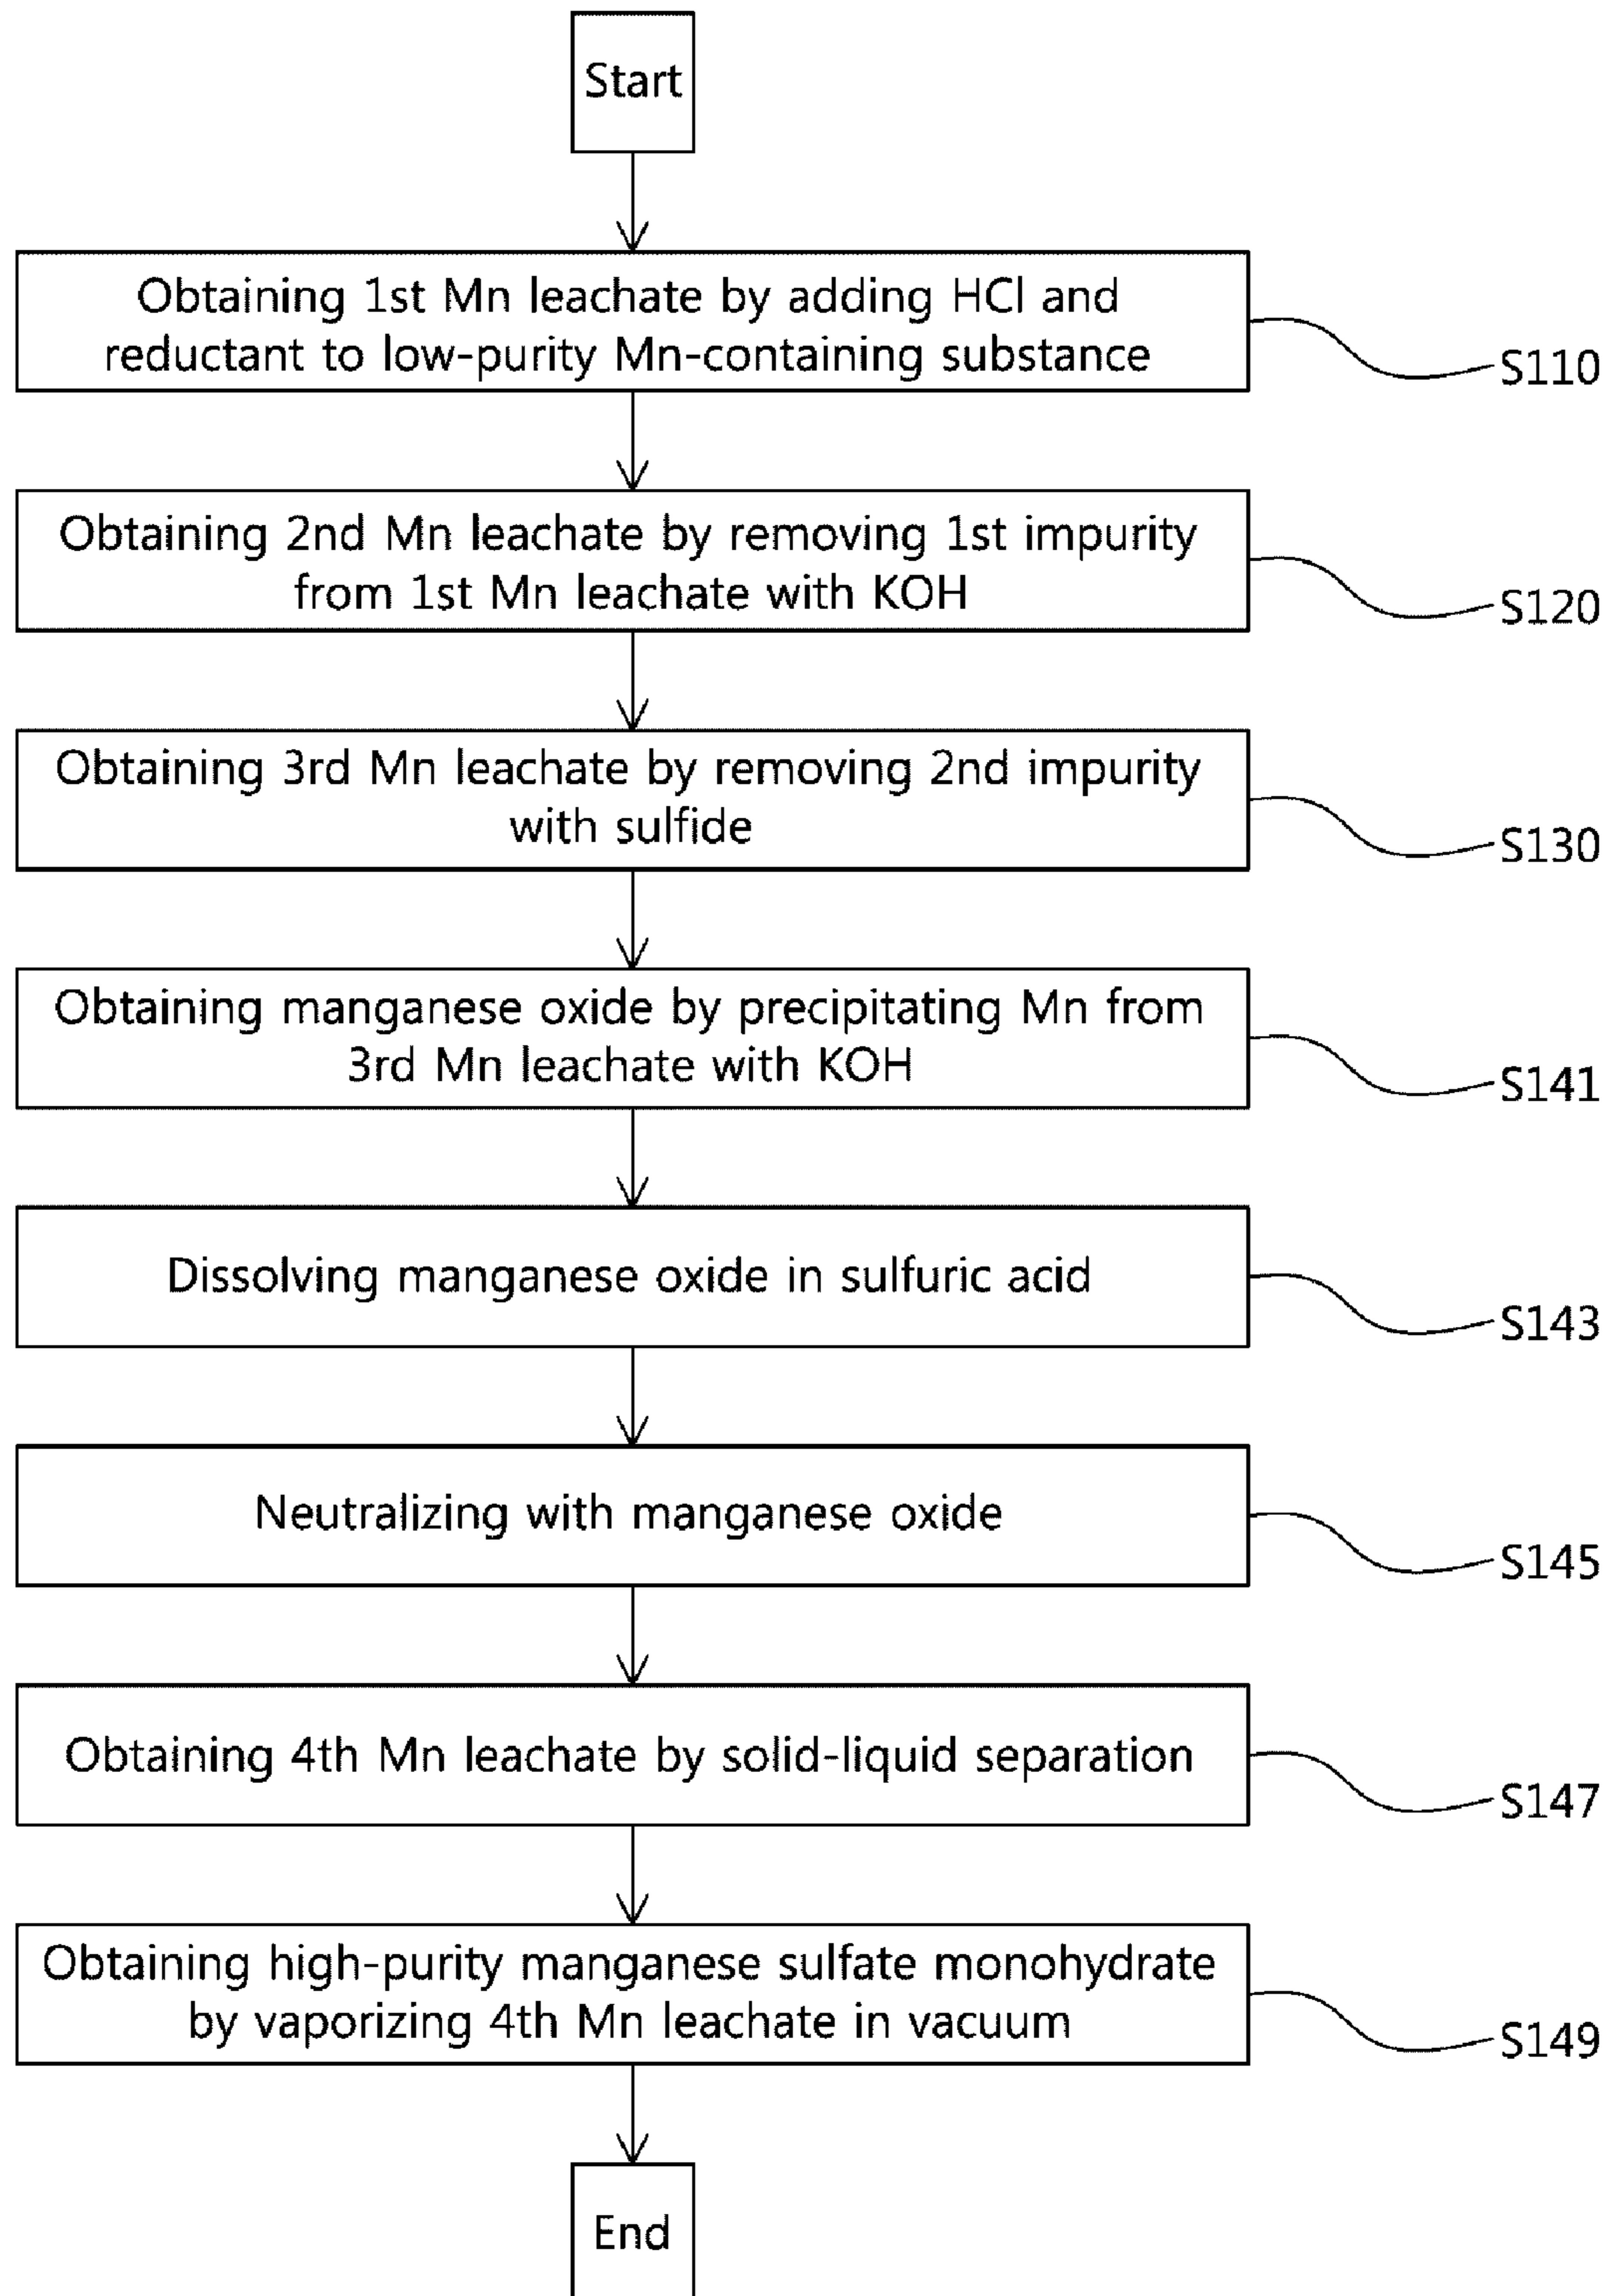 Start
Obtaining 1st Mn leachate by adding HCl and
reductant to low-purity Mn-containing substance
S110
Obtaining 2nd Mn leachate by removing 1st impurity
from 1st Mn leachate with KOH
S120
Obtaining 3rd Mn leachate by removing 2nd impurity
with sulfide
S130
Obtaining manganese oxide by precipitating Mn from
3rd Mn leachate with KOH
S141
Dissolving manganese oxide in sulfuric acid
S143
Neutralizing with manganese oxide
S145
Obtaining 4th Mn leachate by solid-liquid separation
S147
Obtaining high-purity manganese sulfate monohydrate
by vaporizing 4th Mn leachate in vacuum
S149
End